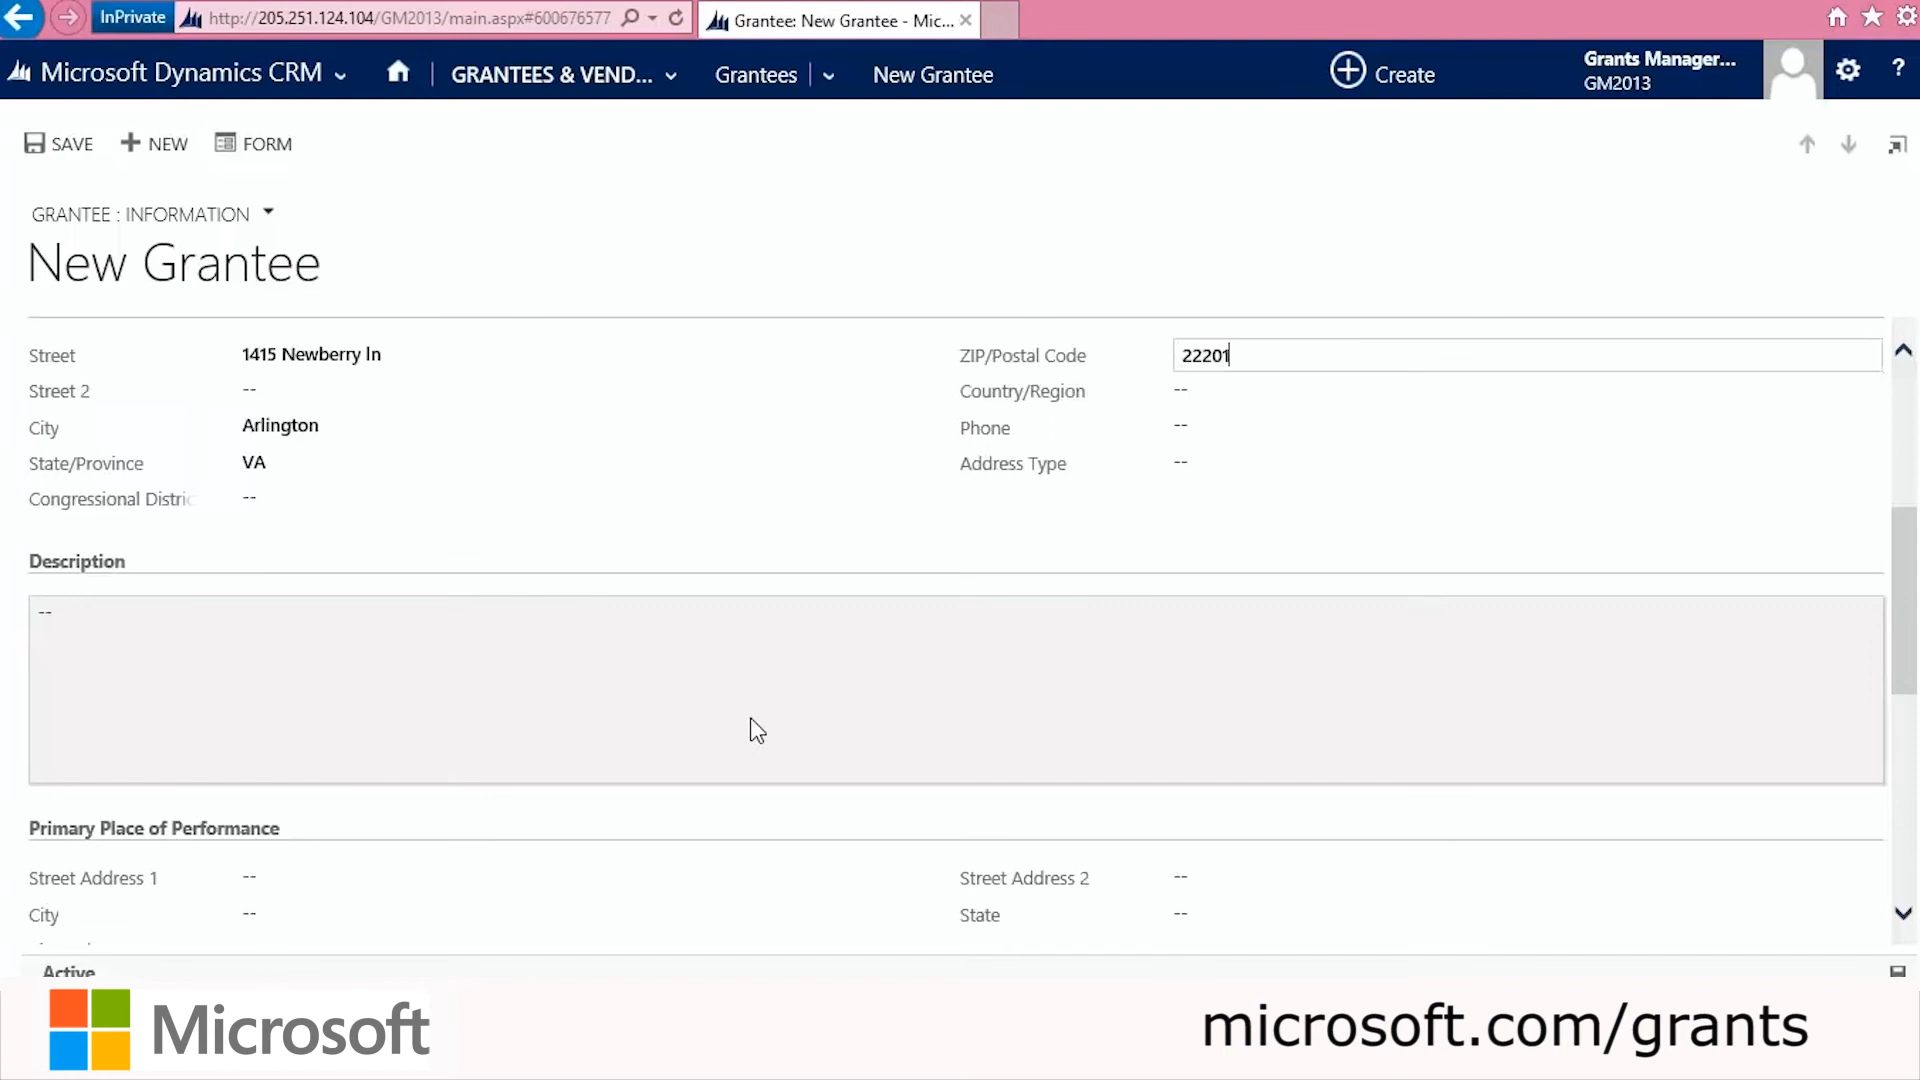 InPrivate http://205.251.124.104/GM2013/main.aspx#600676577 Grantee: New Grantee - Mic...
Microsoft Dynamics CRM GRANTEES & VEND... Grantees New Grantee Create Grants Manager... ?
GM2013
SAVE NEW FORM
GRANTEE : INFORMATION
New Grantee
Street 1415 Newberry ln ZIP/Postal Code 22201
Street 2 -- Country/Region --
City Arlington Phone --
State/Province VA Address Type --
Congressional Distric --
Description
--
Primary Place of Performance
Street Address 1 -- Street Address 2 --
City -- State --
Active
Microsoft microsoft.com/grants